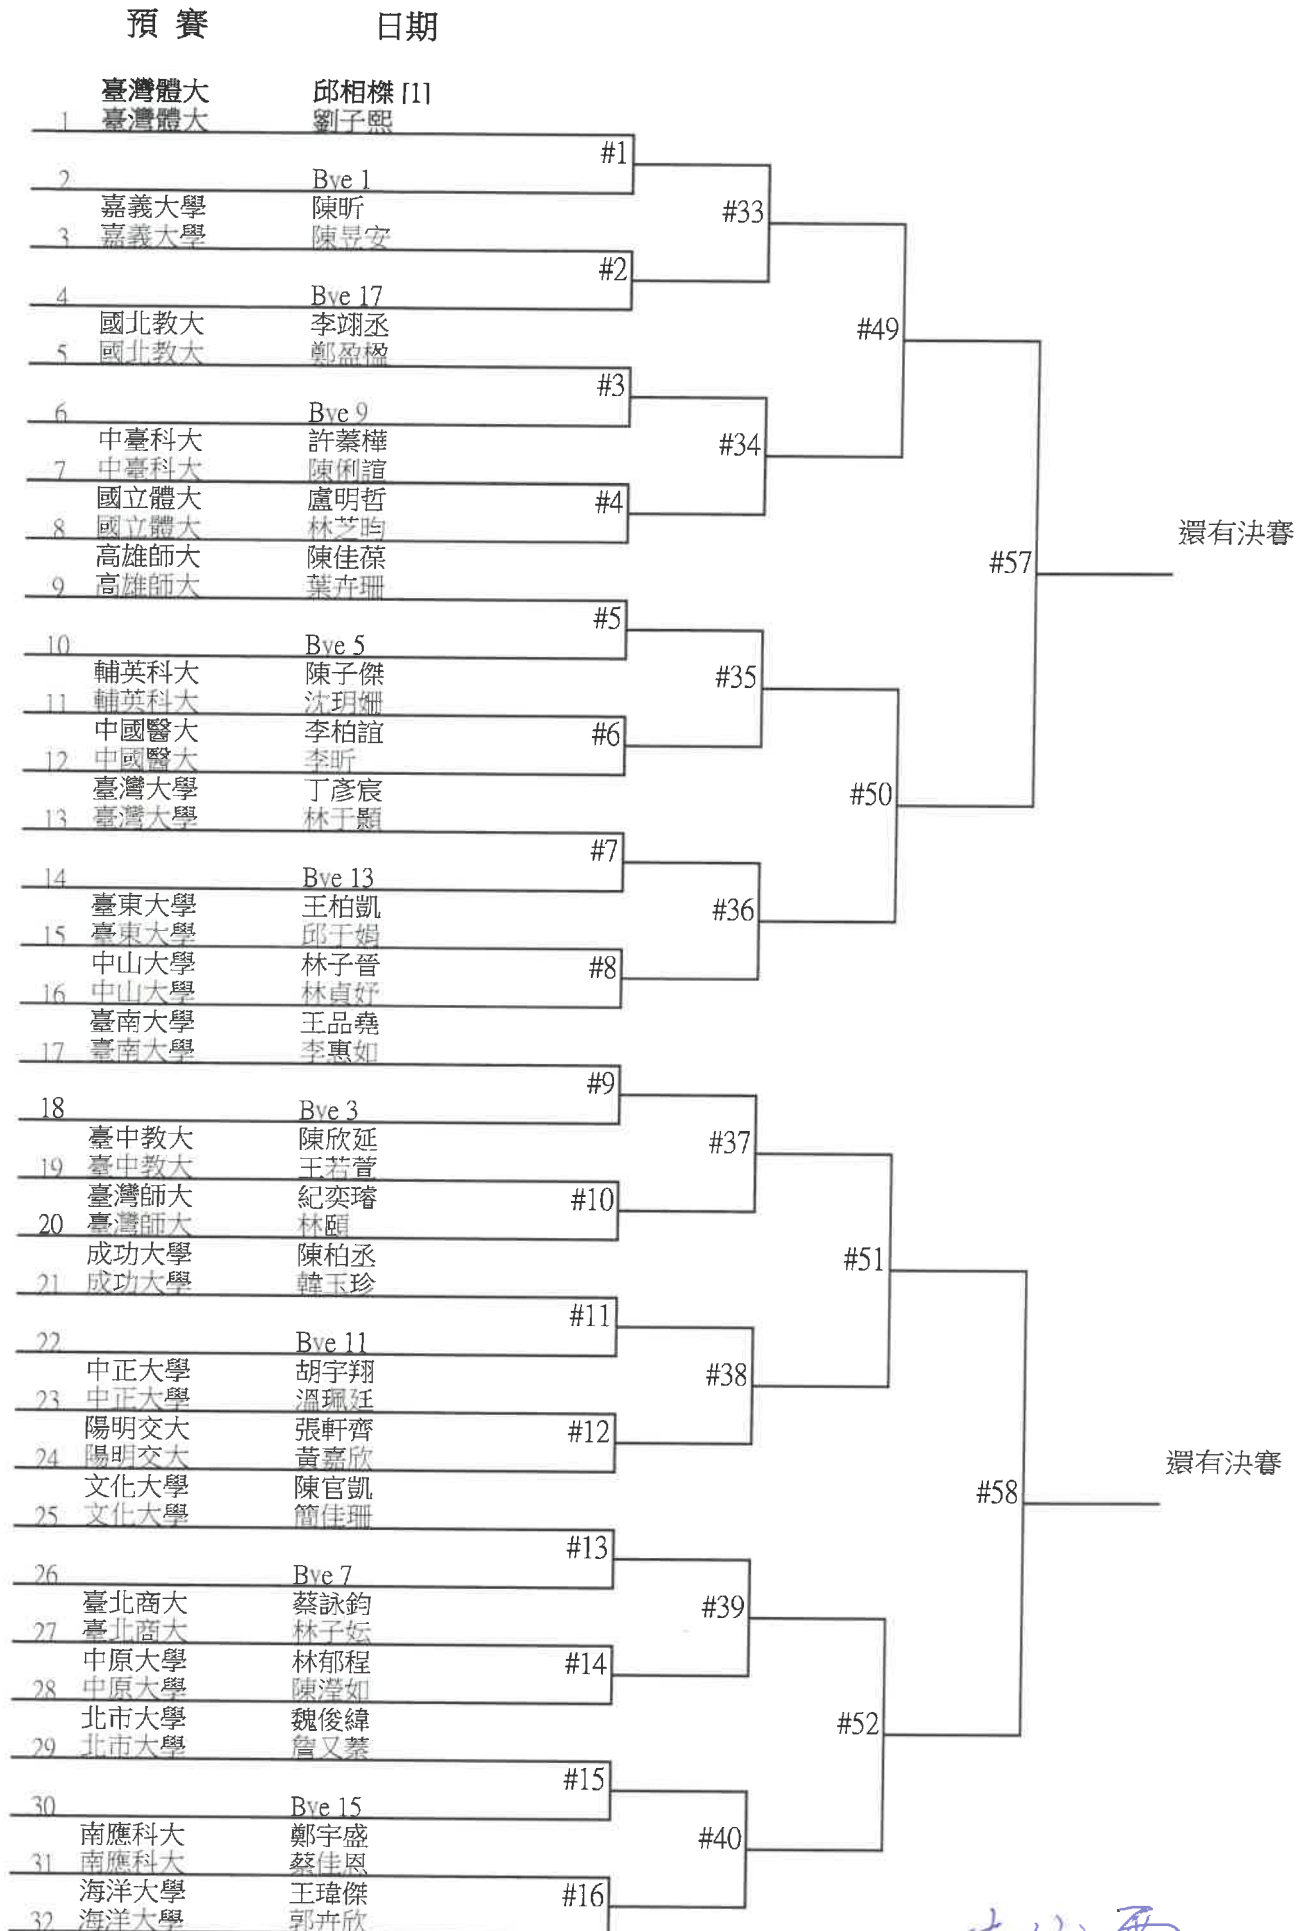 預 賽 日期
臺灣體大 邱相榤 [1]
1 臺灣體大 劉子熙
#1
2 Bye 1
嘉義大學 陳昕
#33
3 嘉義大學 陳昱安
#2
4 Bye 17
國北教大 李翊丞
#49
5 國北教大 鄭盈楹
#3
6 Bye 9
中臺科大 許蓁樺
#34
7 中臺科大 陳俐諠
國立體大 盧明哲
#4
8 國立體大 林芝昀
還有決賽
高雄師大 陳佳葆
#57
9 高雄師大 葉卉珊
#5
10 Bye 5
輔英科大 陳子傑
#35
11 輔英科大 沈玥姍
中國醫大 李柏誼
#6
12 中國醫大 李昕
臺灣大學 丁彥宸
#50
13 臺灣大學 林于顥
#7
14 Bye 13
臺東大學 王柏凱
#36
15 臺東大學 邱于娟
中山大學 林子晉
#8
16 中山大學 林貞妤
臺南大學 王品堯
17 臺南大學 李惠如
#9
18 Bye 3
臺中教大 陳欣延
#37
19 臺中教大 王若萱
臺灣師大 紀奕璿
#10
20 臺灣師大 林頤
成功大學 陳柏丞
#51
21 成功大學 韓玉珍
#11
22 Bye 11
中正大學 胡宇翔
#38
23 中正大學 溫珮廷
陽明交大 張軒齊
#12
24 陽明交大 黃嘉欣
還有決賽
文化大學 陳官凱
#58
25 文化大學 簡佳珊
#13
26 Bye 7
臺北商大 蔡詠鈞
#39
27 臺北商大 林子妘
中原大學 林郁程
#14
28 中原大學 陳瀅如
北市大學 魏俊緯
#52
29 北市大學 詹又蓁
#15
30 Bye 15
南應科大 鄭宇盛
#40
31 南應科大 蔡佳恩
海洋大學 王瑋傑
#16
32 海洋大學 郭卉欣